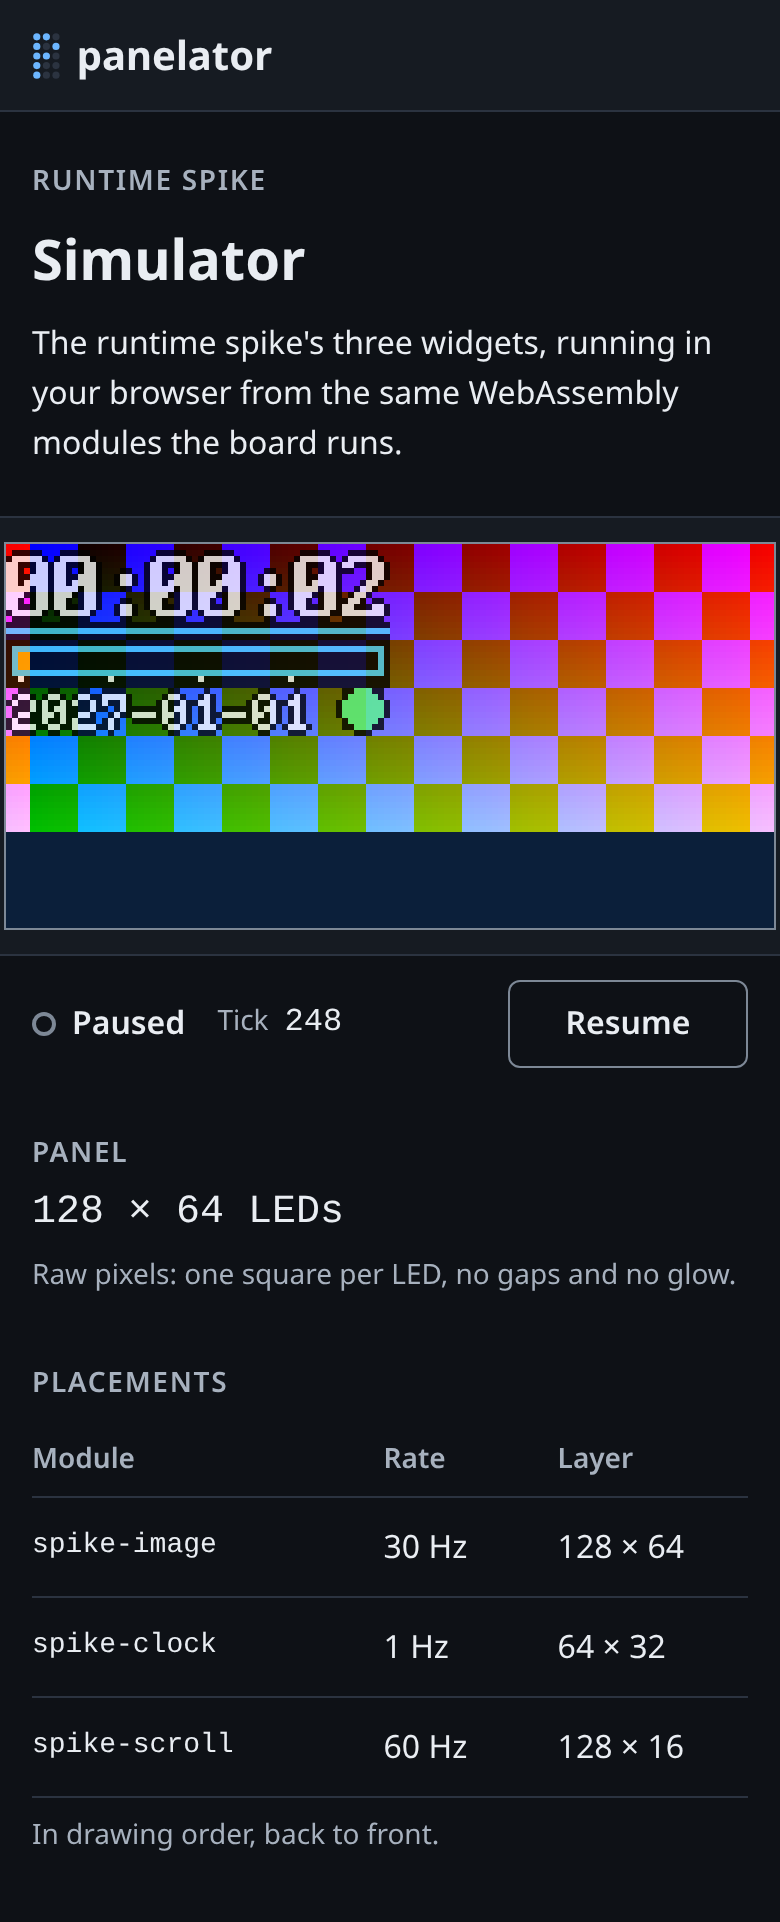 panelator
RUNTIME SPIKE
Simulator
The runtime spike's three widgets, running in
your browser from the same WebAssembly
modules the board runs.
00:00:02
2027-01-01
Paused Tick 248 Resume
PANEL
128 × 64 LEDs
Raw pixels: one square per LED, no gaps and no glow.
PLACEMENTS
Module Rate Layer
spike-image 30 Hz 128 × 64
spike-clock 1 Hz 64 × 32
spike-scroll 60 Hz 128 × 16
In drawing order, back to front.